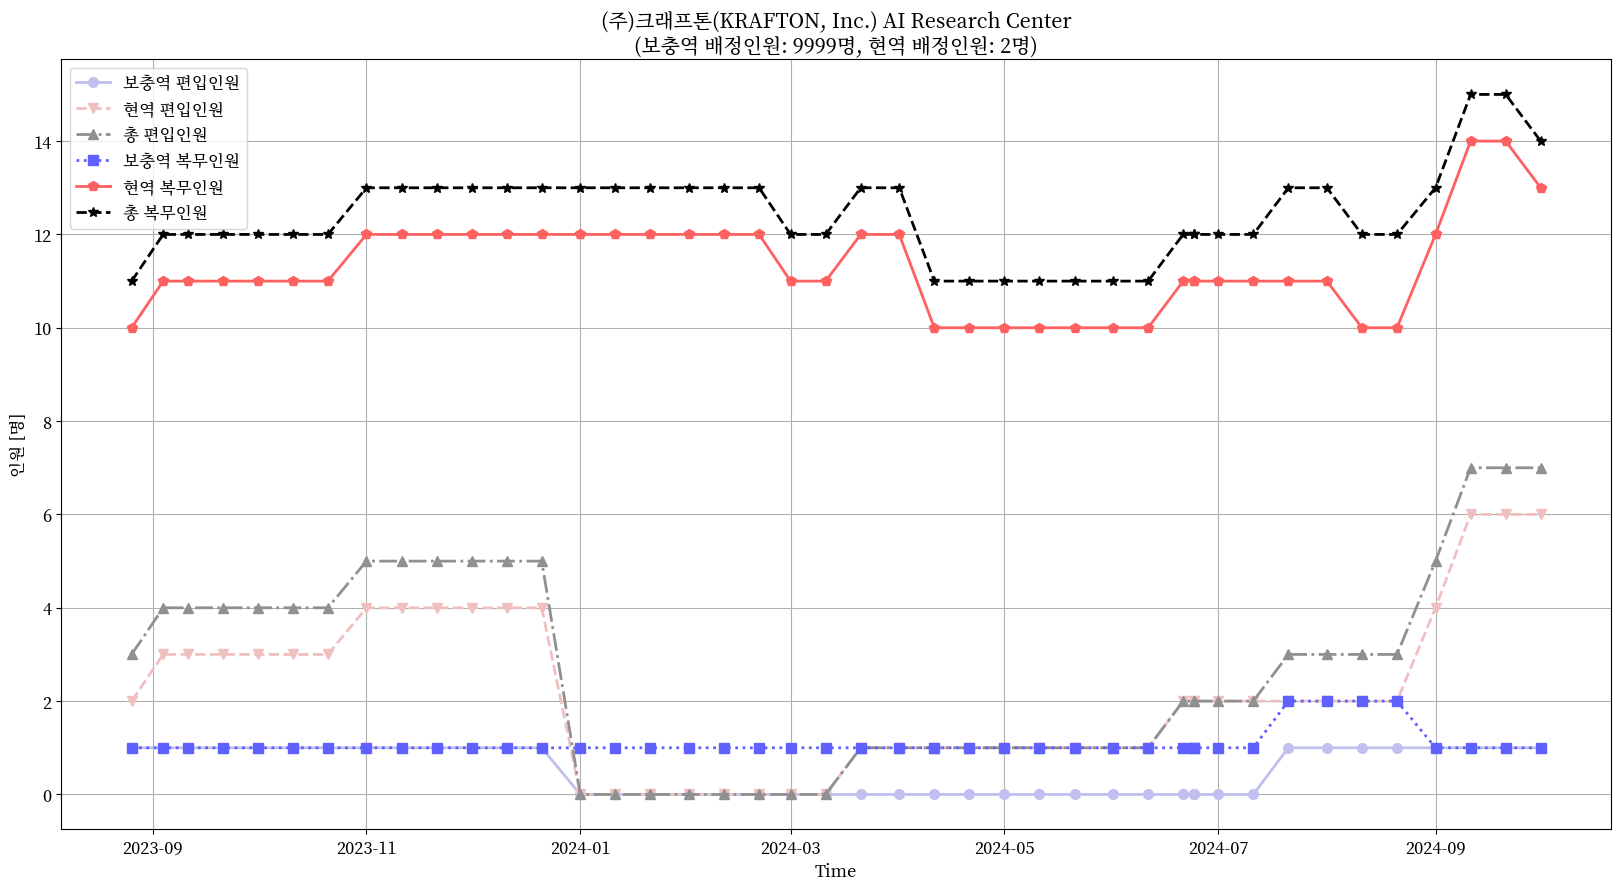 (주)크래프톤(KRAFTON, Inc.) AI Research Center
(보충역 배정인원: 9999명, 현역 배정인원: 2명)
보충역 편입인원
현역 편입인원
총 편입인원
보충역 복무인원
현역 복무인원
총 복무인원
인원 [명]
14
12
10
8
6
4
2
0
2023-09
2023-11
2024-01
2024-03
2024-05
2024-07
2024-09
Time